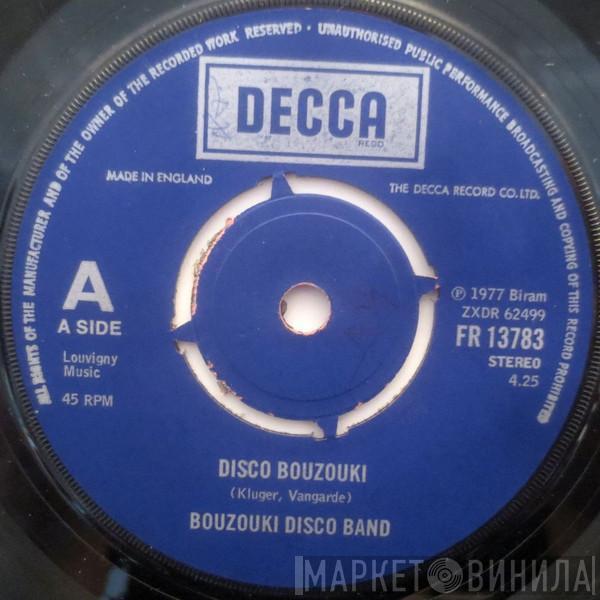 ALL RIGHTS OF THE MANUFACTURER AND OF THE OWNER OF THE RECORDED WORK RESERVED · UNAUTHORISED PUBLIC PERFORMANCE BROADCASTING AND COPYING OF THIS RECORD PROHIBITED
DECCA
REGD.
MADE IN ENGLAND
THE DECCA RECORD CO. LTD.
A
A SIDE
Louvigny
Music
45 RPM
℗ 1977 Biram
ZXDR 62499
FR 13783
STEREO
4.25
DISCO BOUZOUKI
(Kluger, Vangarde)
BOUZOUKI DISCO BAND
МАРКЕТ ВИНИЛА